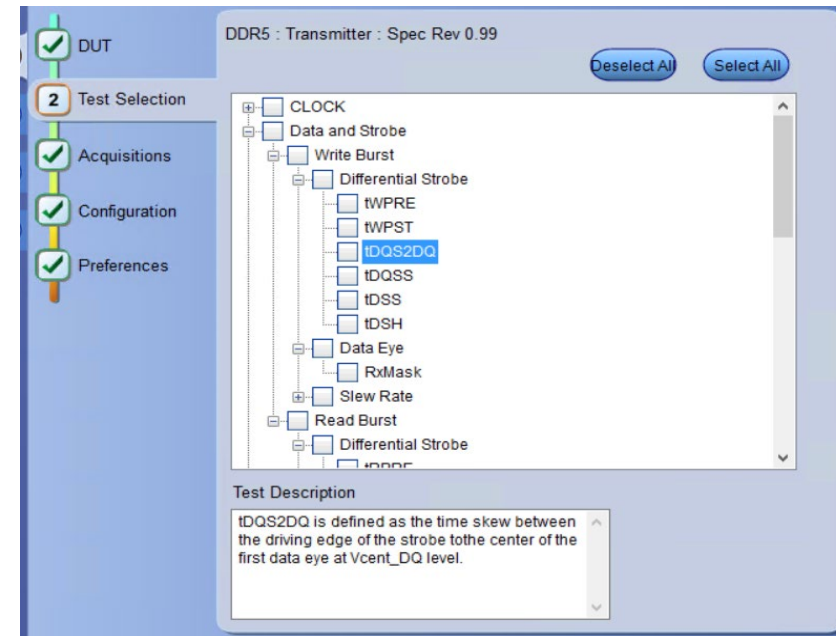 DUT
2 Test Selection
Acquisitions
Configuration
Preferences
DDR5 : Transmitter : Spec Rev 0.99
Deselect All
Select All
CLOCK
Data and Strobe
Write Burst
Differential Strobe
tWPRE
tWPST
tDQS2DQ
tDQSS
tDSS
tDSH
Data Eye
RxMask
Slew Rate
Read Burst
Differential Strobe
Test Description
tDQS2DQ is defined as the time skew between
the driving edge of the strobe tothe center of the
first data eye at Vcent_DQ level.